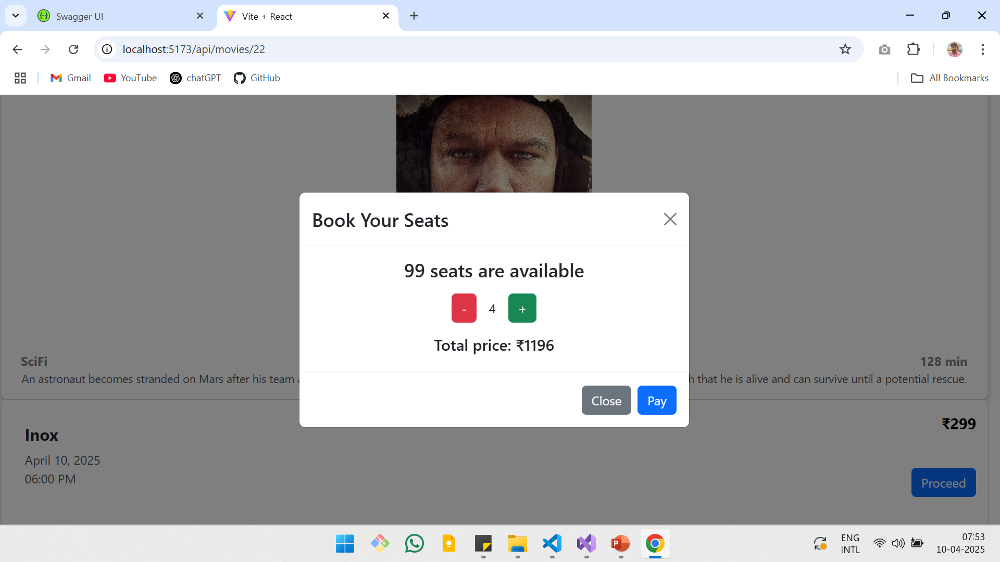 Swagger UI
Vite + React
localhost:5173/api/movies/22
Gmail
YouTube
chatGPT
GitHub
All Bookmarks
Book Your Seats
99 seats are available
- 4 +
Total price: ₹1196
Close
Pay
SciFi
128 min
An astronaut becomes stranded on Mars after his team
that he is alive and can survive until a potential rescue.
Inox
₹299
April 10, 2025
06:00 PM
Proceed
ENG
INTL
07:53
10-04-2025